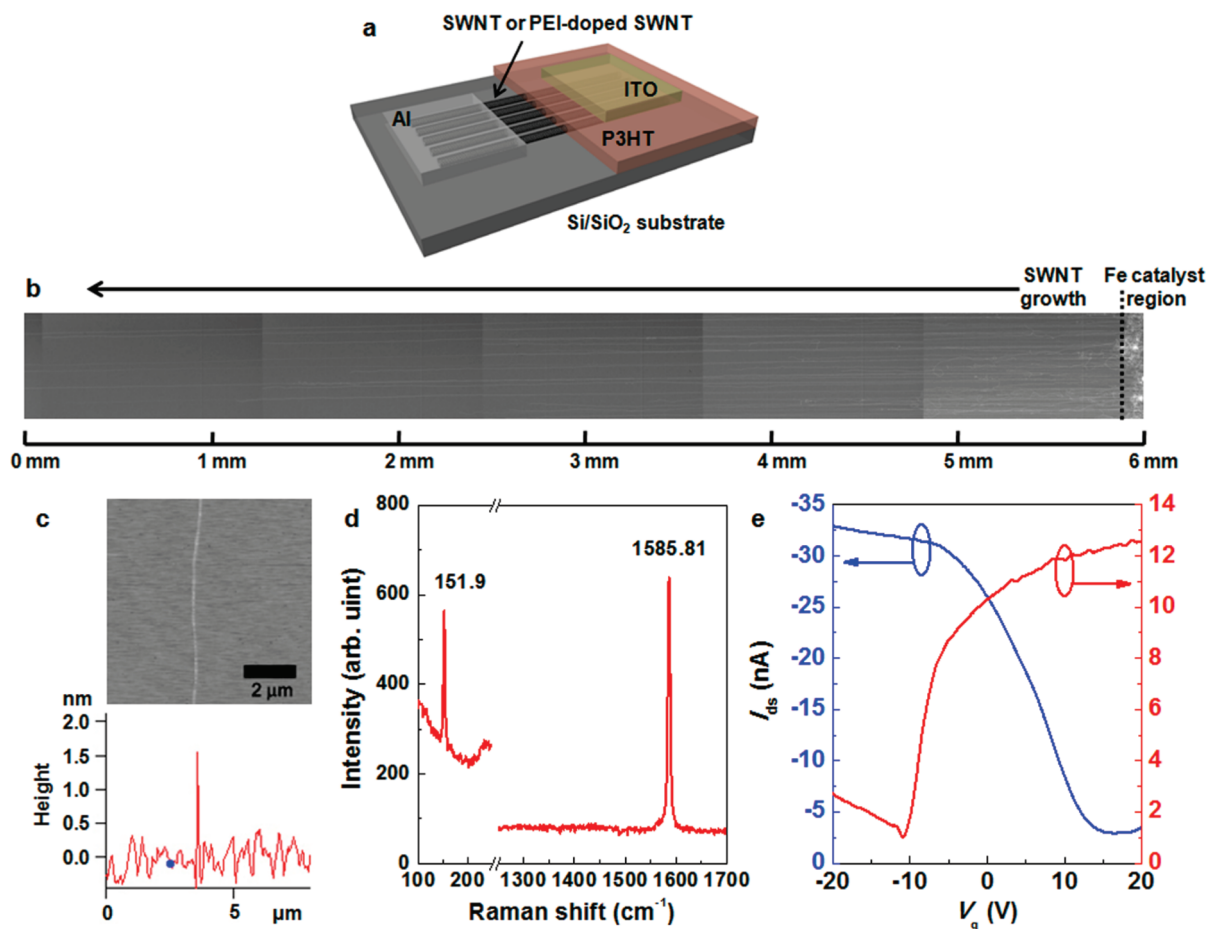 a
SWNT or PEI-doped SWNT
Al
ITO
P3HT
Si/SiO₂ substrate
b
SWNT growth
Fe catalyst region
0 mm 1 mm 2 mm 3 mm 4 mm 5 mm 6 mm
c
2 μm
nm
2.0
1.5
1.0
0.5
0.0
Height
0 5 μm
d
800
600
400
200
0
Intensity (arb. uint)
151.9
1585.81
100 200 1300 1400 1500 1600 1700
Raman shift (cm⁻¹)
e
-35
-30
-25
-20
-15
-10
-5
0
I_ds (nA)
14
12
10
8
6
4
2
0
-20 -10 0 10 20
V_g (V)